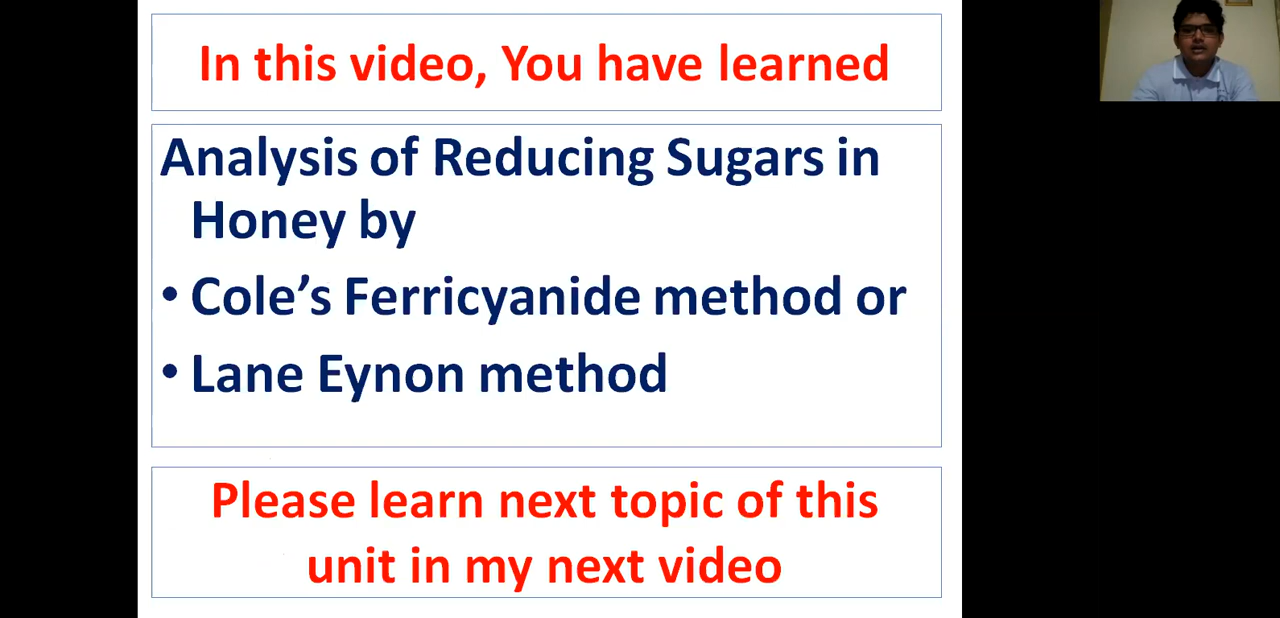 In this video, You have learned
Analysis of Reducing Sugars in
Honey by
• Cole’s Ferricyanide method or
• Lane Eynon method
Please learn next topic of this
unit in my next video